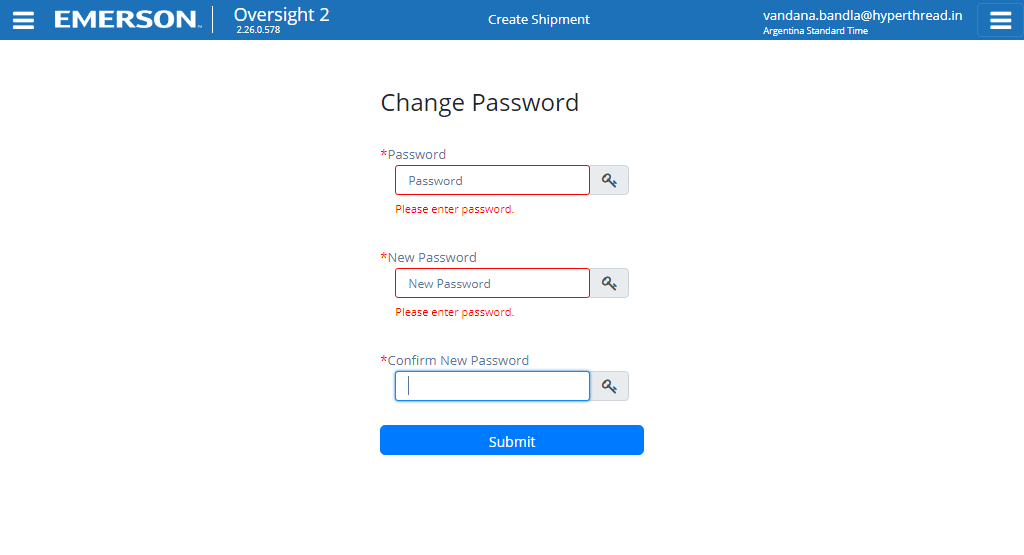 EMERSON™
Oversight 2
2.26.0.578
Create Shipment
vandana.bandla@hyperthread.in
Argentina Standard Time
Change Password
*Password
Password
Please enter password.
*New Password
New Password
Please enter password.
*Confirm New Password
Submit